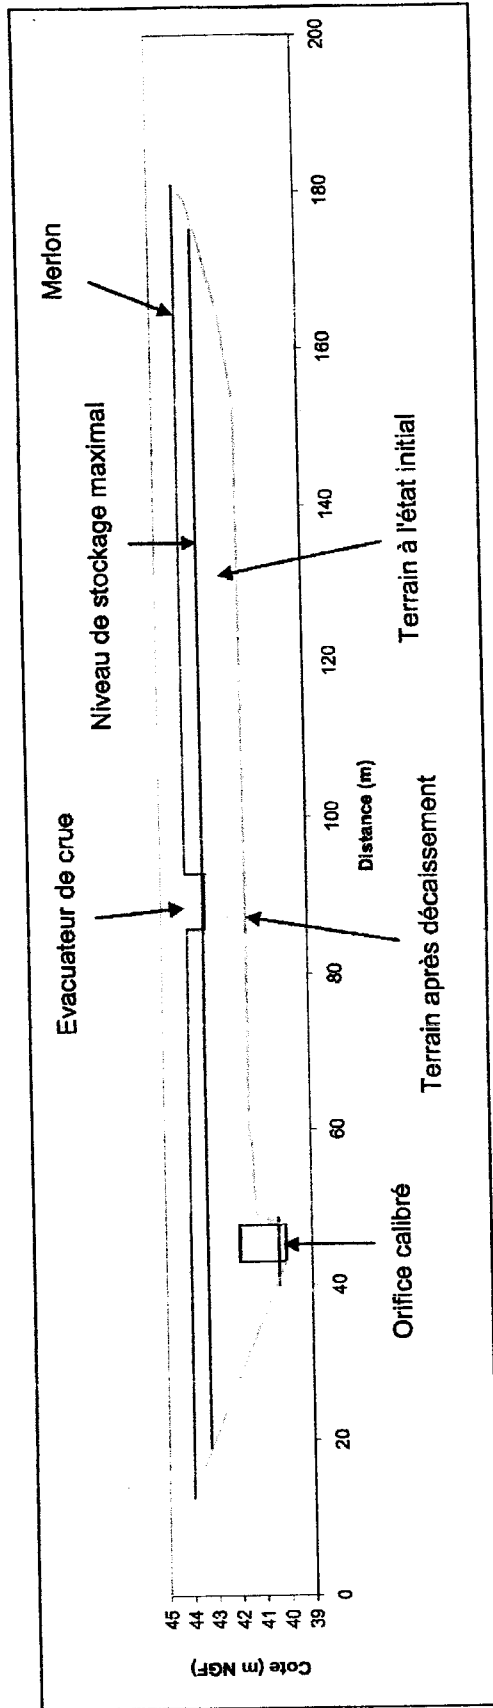 Evacuateur de crue
Niveau de stockage maximal
Merlon
45
44
43
42
41
40
39
Cote (m NGF)
0
20
40
60
80
100
120
140
160
180
200
Distance (m)
Orifice calibré
Terrain après décaissement
Terrain à l'état initial